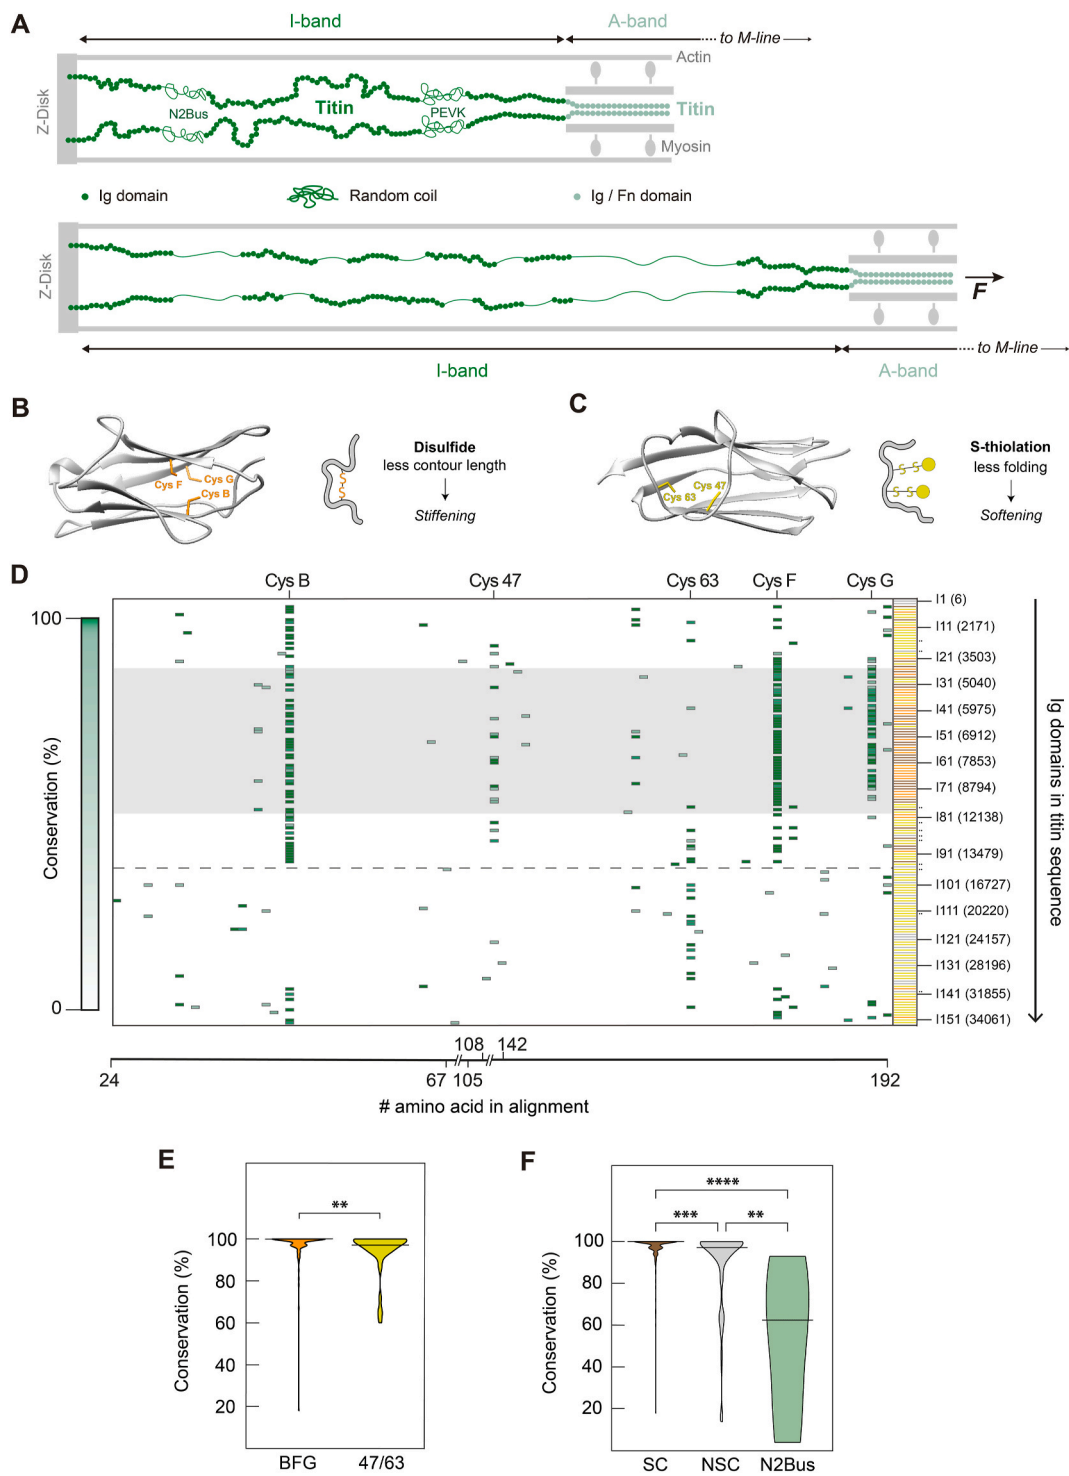 A
I-band
A-band
to M-line
Actin
Z-Disk
N2Bus
Titin
PEVK
Titin
Myosin
Ig domain
Random coil
Ig / Fn domain
Z-Disk
F
to M-line
I-band
A-band
B
Cys F
Cys G
Cys B
S
S
Disulfide
less contour length
Stiffening
C
Cys 63
Cys 47
S S
S S
S-thiolation
less folding
Softening
D
Cys B
Cys 47
Cys 63
Cys F
Cys G
100
0
Conservation (%)
I1 (6)
I11 (2171)
I21 (3503)
I31 (5040)
I41 (5975)
I51 (6912)
I61 (7853)
I71 (8794)
I81 (12138)
I91 (13479)
I101 (16727)
I111 (20220)
I121 (24157)
I131 (28196)
I141 (31855)
I151 (34061)
Ig domains in titin sequence
108 142
24 67 105 192
# amino acid in alignment
E
**
100
80
60
40
20
Conservation (%)
BFG 47/63
F
****
*** **
100
80
60
40
20
Conservation (%)
SC NSC N2Bus